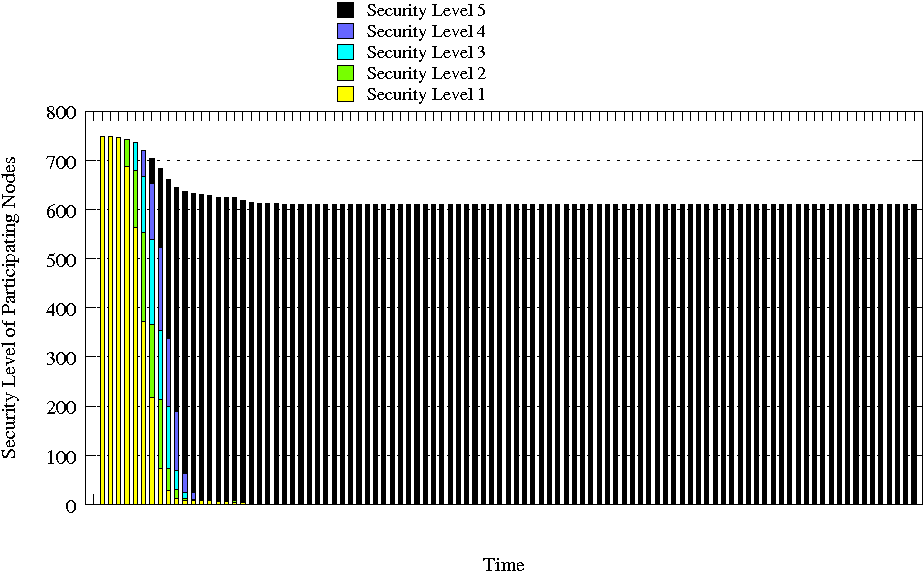 Security Level 5
Security Level 4
Security Level 3
Security Level 2
Security Level 1
800
700
600
500
400
300
200
100
0
Security Level of Participating Nodes
Time